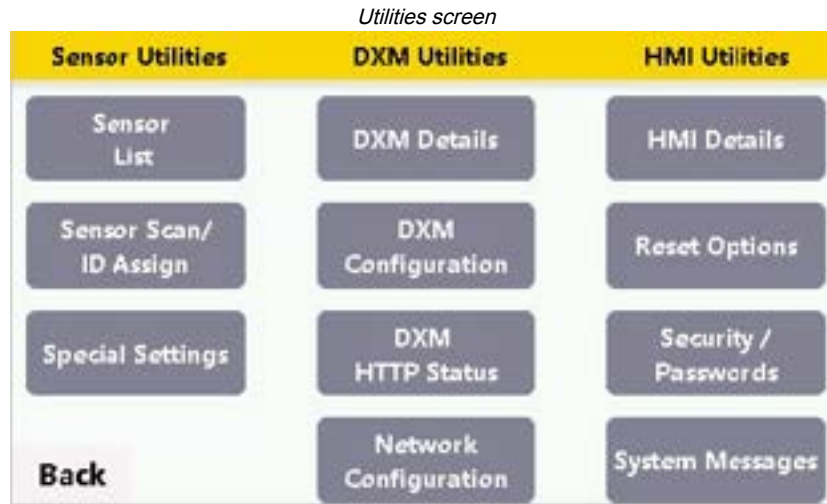 Utilities screen
Sensor Utilities
DXM Utilities
HMI Utilities
Sensor
List
DXM Details
HMI Details
Sensor Scan/
ID Assign
DXM
Configuration
Reset Options
Special Settings
DXM
HTTP Status
Security /
Passwords
Back
Network
Configuration
System Messages